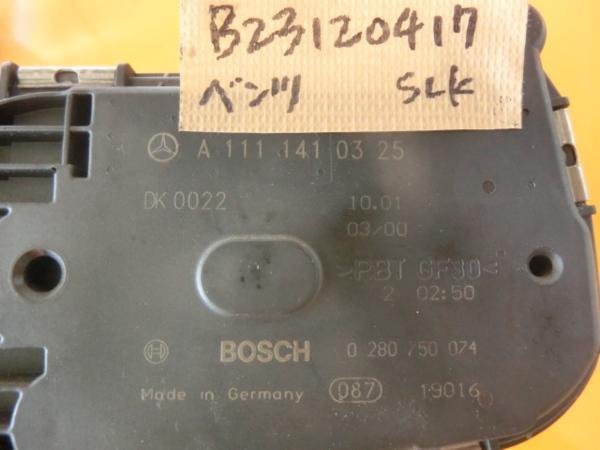 B23120417
ベンツ SLK
A 111 141 03 25
DK 0022 10.01
03/00
>PBT GF30<
2 02:50
BOSCH 0 280 750 074
Made in Germany 087 19016